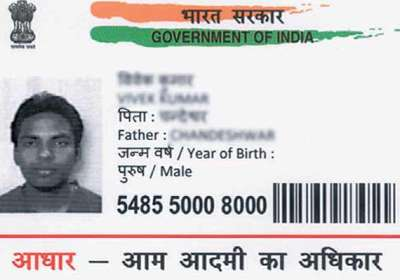 भारत सरकार
GOVERNMENT OF INDIA
पिता :
Father :
जन्म वर्ष / Year of Birth :
पुरुष / Male
5485 5000 8000
आधार — आम आदमी का अधिकार